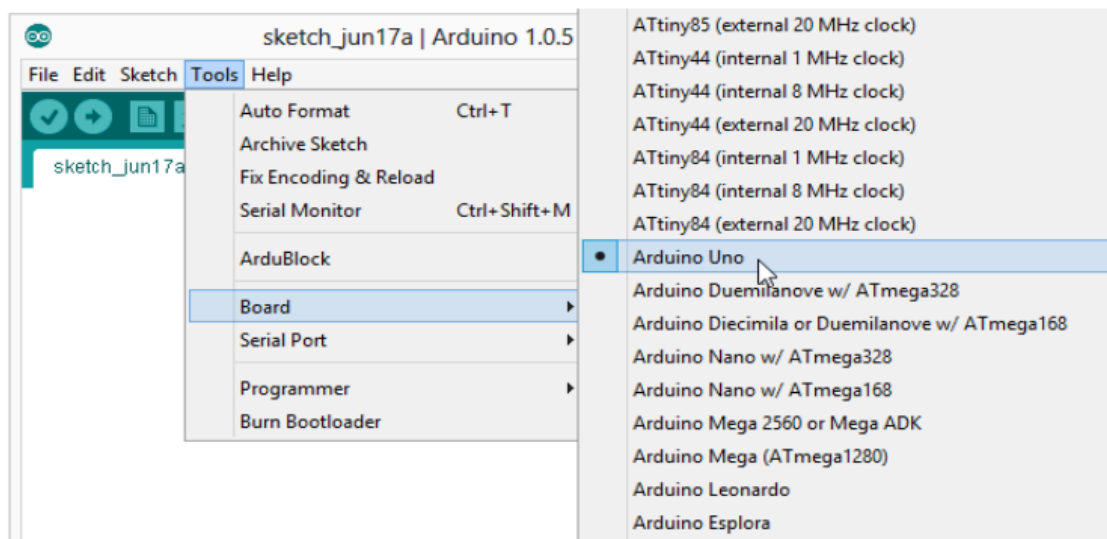 sketch_jun17a | Arduino 1.0.5
File Edit Sketch Tools Help
sketch_jun17a
Auto Format Ctrl+T
Archive Sketch
Fix Encoding & Reload
Serial Monitor Ctrl+Shift+M
ArduBlock
Board
Serial Port
Programmer
Burn Bootloader
ATtiny85 (external 20 MHz clock)
ATtiny44 (internal 1 MHz clock)
ATtiny44 (internal 8 MHz clock)
ATtiny44 (external 20 MHz clock)
ATtiny84 (internal 1 MHz clock)
ATtiny84 (internal 8 MHz clock)
ATtiny84 (external 20 MHz clock)
Arduino Uno
Arduino Duemilanove w/ ATmega328
Arduino Diecimila or Duemilanove w/ ATmega168
Arduino Nano w/ ATmega328
Arduino Nano w/ ATmega168
Arduino Mega 2560 or Mega ADK
Arduino Mega (ATmega1280)
Arduino Leonardo
Arduino Esplora